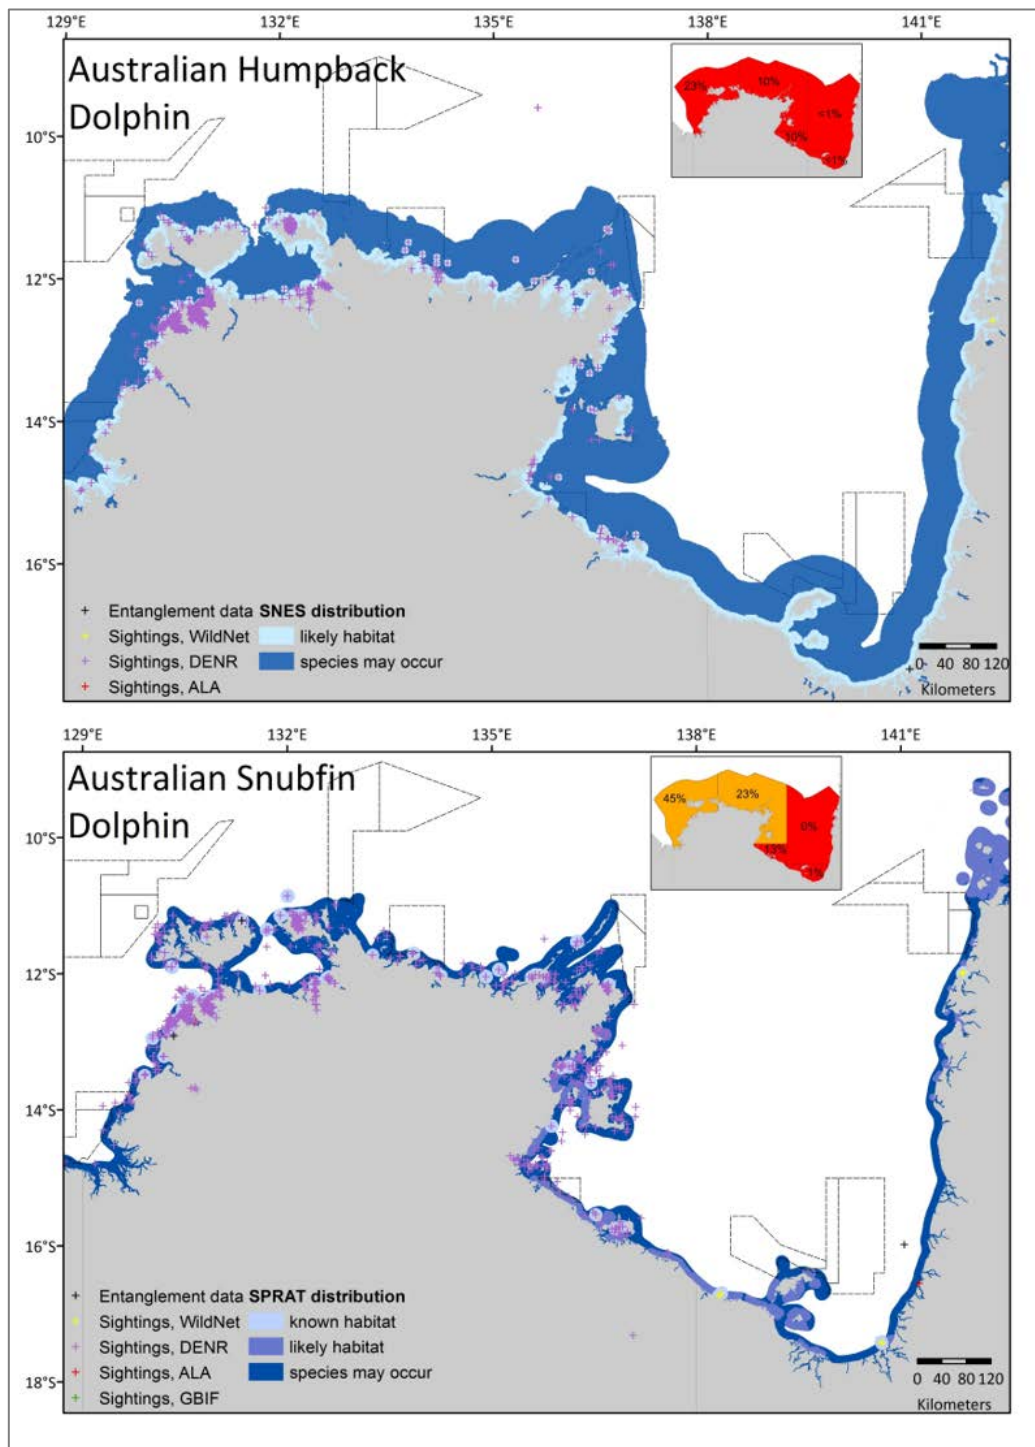 129°E 132°E 135°E 138°E 141°E
Australian Humpback
Dolphin
23%
10%
<1%
10%
<1%
10°S
12°S
14°S
16°S
Entanglement data SNES distribution
Sightings, WildNet likely habitat
Sightings, DENR species may occur
Sightings, ALA
0 40 80 120
Kilometers
129°E 132°E 135°E 138°E 141°E
Australian Snubfin
Dolphin
45%
23%
0%
13%
10°S
12°S
14°S
16°S
18°S
Entanglement data SPRAT distribution
Sightings, WildNet known habitat
Sightings, DENR likely habitat
Sightings, ALA species may occur
Sightings, GBIF
0 40 80 120
Kilometers